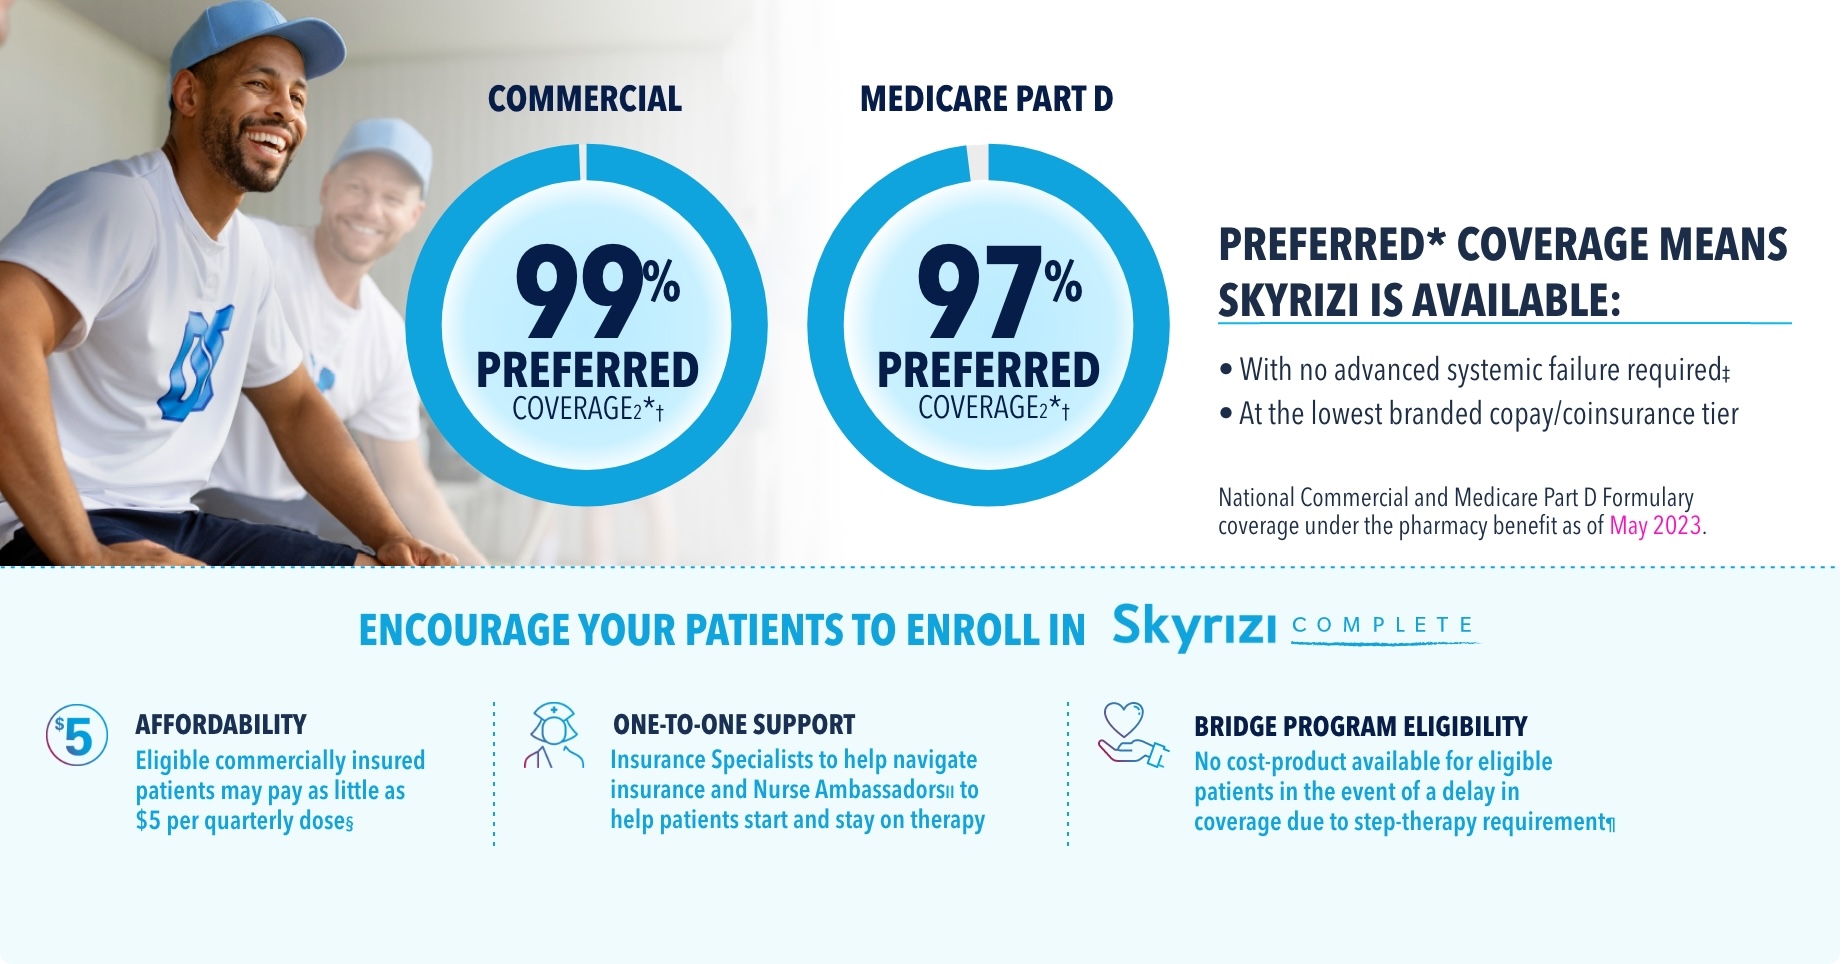 COMMERCIAL
99%
PREFERRED
COVERAGE2*†
MEDICARE PART D
97%
PREFERRED
COVERAGE2*†
PREFERRED* COVERAGE MEANS
SKYRIZI IS AVAILABLE:
• With no advanced systemic failure required‡
• At the lowest branded copay/coinsurance tier
National Commercial and Medicare Part D Formulary
coverage under the pharmacy benefit as of May 2023.
ENCOURAGE YOUR PATIENTS TO ENROLL IN Skyrizi COMPLETE
$5
AFFORDABILITY
Eligible commercially insured
patients may pay as little as
$5 per quarterly dose§
ONE-TO-ONE SUPPORT
Insurance Specialists to help navigate
insurance and Nurse Ambassadors॥ to
help patients start and stay on therapy
BRIDGE PROGRAM ELIGIBILITY
No cost-product available for eligible
patients in the event of a delay in
coverage due to step-therapy requirement¶